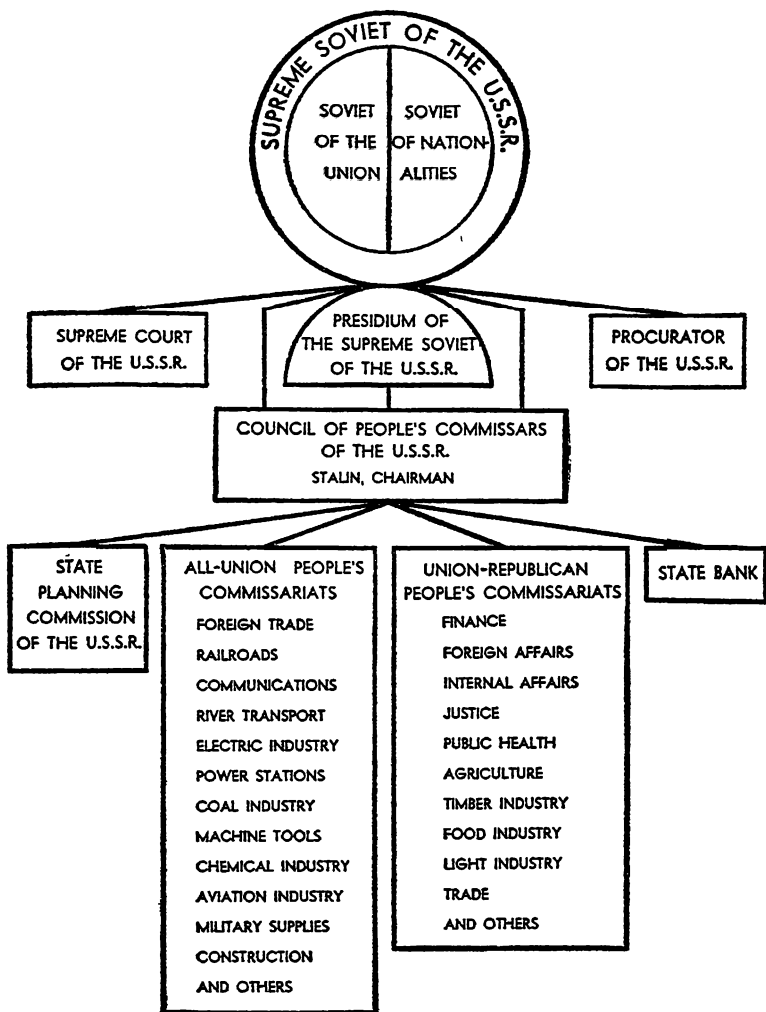 SUPREME SOVIET OF THE U.S.S.R.
SOVIET
OF THE
UNION
SOVIET
OF NATION-
ALITIES
SUPREME COURT
OF THE U.S.S.R.
PRESIDIUM OF
THE SUPREME SOVIET
OF THE U.S.S.R.
PROCURATOR
OF THE U.S.S.R.
COUNCIL OF PEOPLE'S COMMISSARS
OF THE U.S.S.R.
STALIN, CHAIRMAN
STATE
PLANNING
COMMISSION
OF THE U.S.S.R.
ALL-UNION PEOPLE'S
COMMISSARIATS
FOREIGN TRADE
RAILROADS
COMMUNICATIONS
RIVER TRANSPORT
ELECTRIC INDUSTRY
POWER STATIONS
COAL INDUSTRY
MACHINE TOOLS
CHEMICAL INDUSTRY
AVIATION INDUSTRY
MILITARY SUPPLIES
CONSTRUCTION
AND OTHERS
UNION-REPUBLICAN
PEOPLE'S COMMISSARIATS
FINANCE
FOREIGN AFFAIRS
INTERNAL AFFAIRS
JUSTICE
PUBLIC HEALTH
AGRICULTURE
TIMBER INDUSTRY
FOOD INDUSTRY
LIGHT INDUSTRY
TRADE
AND OTHERS
STATE BANK